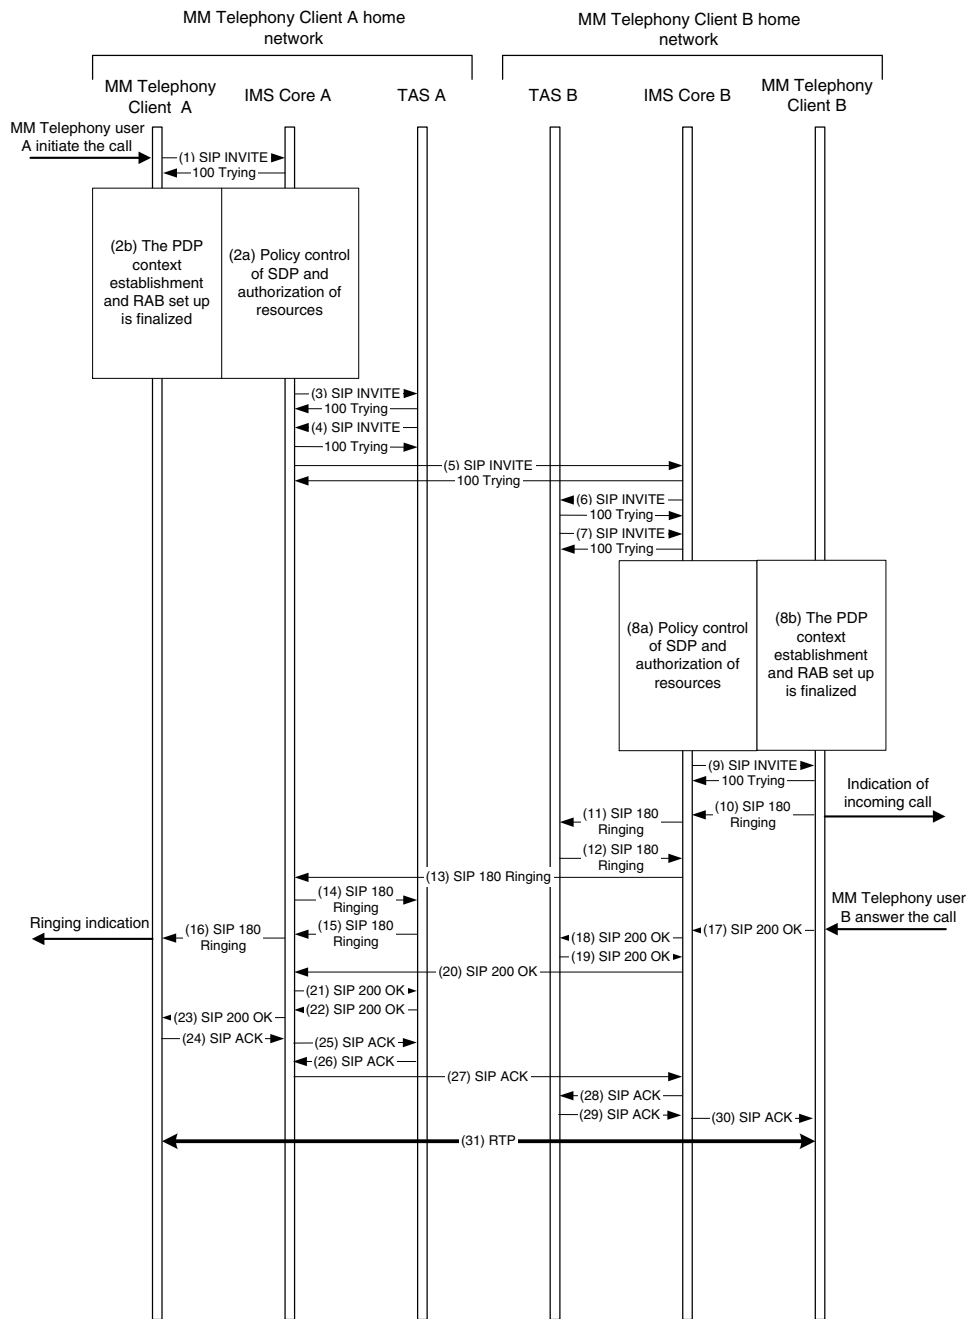 MM Telephony Client A home
network
MM Telephony Client B home
network
MM Telephony
Client A
IMS Core A
TAS A
TAS B
IMS Core B
MM Telephony
Client B
MM Telephony user
A initiate the call
(1) SIP INVITE
100 Trying
(2b) The PDP
context
establishment
and RAB set up
is finalized
(2a) Policy control
of SDP and
authorization of
resources
(3) SIP INVITE
100 Trying
(4) SIP INVITE
100 Trying
(5) SIP INVITE
100 Trying
(6) SIP INVITE
100 Trying
(7) SIP INVITE
100 Trying
(8a) Policy control
of SDP and
authorization of
resources
(8b) The PDP
context
establishment
and RAB set up
is finalized
(9) SIP INVITE
100 Trying
Indication of
incoming call
(10) SIP 180
Ringing
(11) SIP 180
Ringing
(12) SIP 180
Ringing
(13) SIP 180 Ringing
(14) SIP 180
Ringing
(15) SIP 180
Ringing
(16) SIP 180
Ringing
Ringing indication
MM Telephony user
B answer the call
(17) SIP 200 OK
(18) SIP 200 OK
(19) SIP 200 OK
(20) SIP 200 OK
(21) SIP 200 OK
(22) SIP 200 OK
(23) SIP 200 OK
(24) SIP ACK
(25) SIP ACK
(26) SIP ACK
(27) SIP ACK
(28) SIP ACK
(29) SIP ACK
(30) SIP ACK
(31) RTP